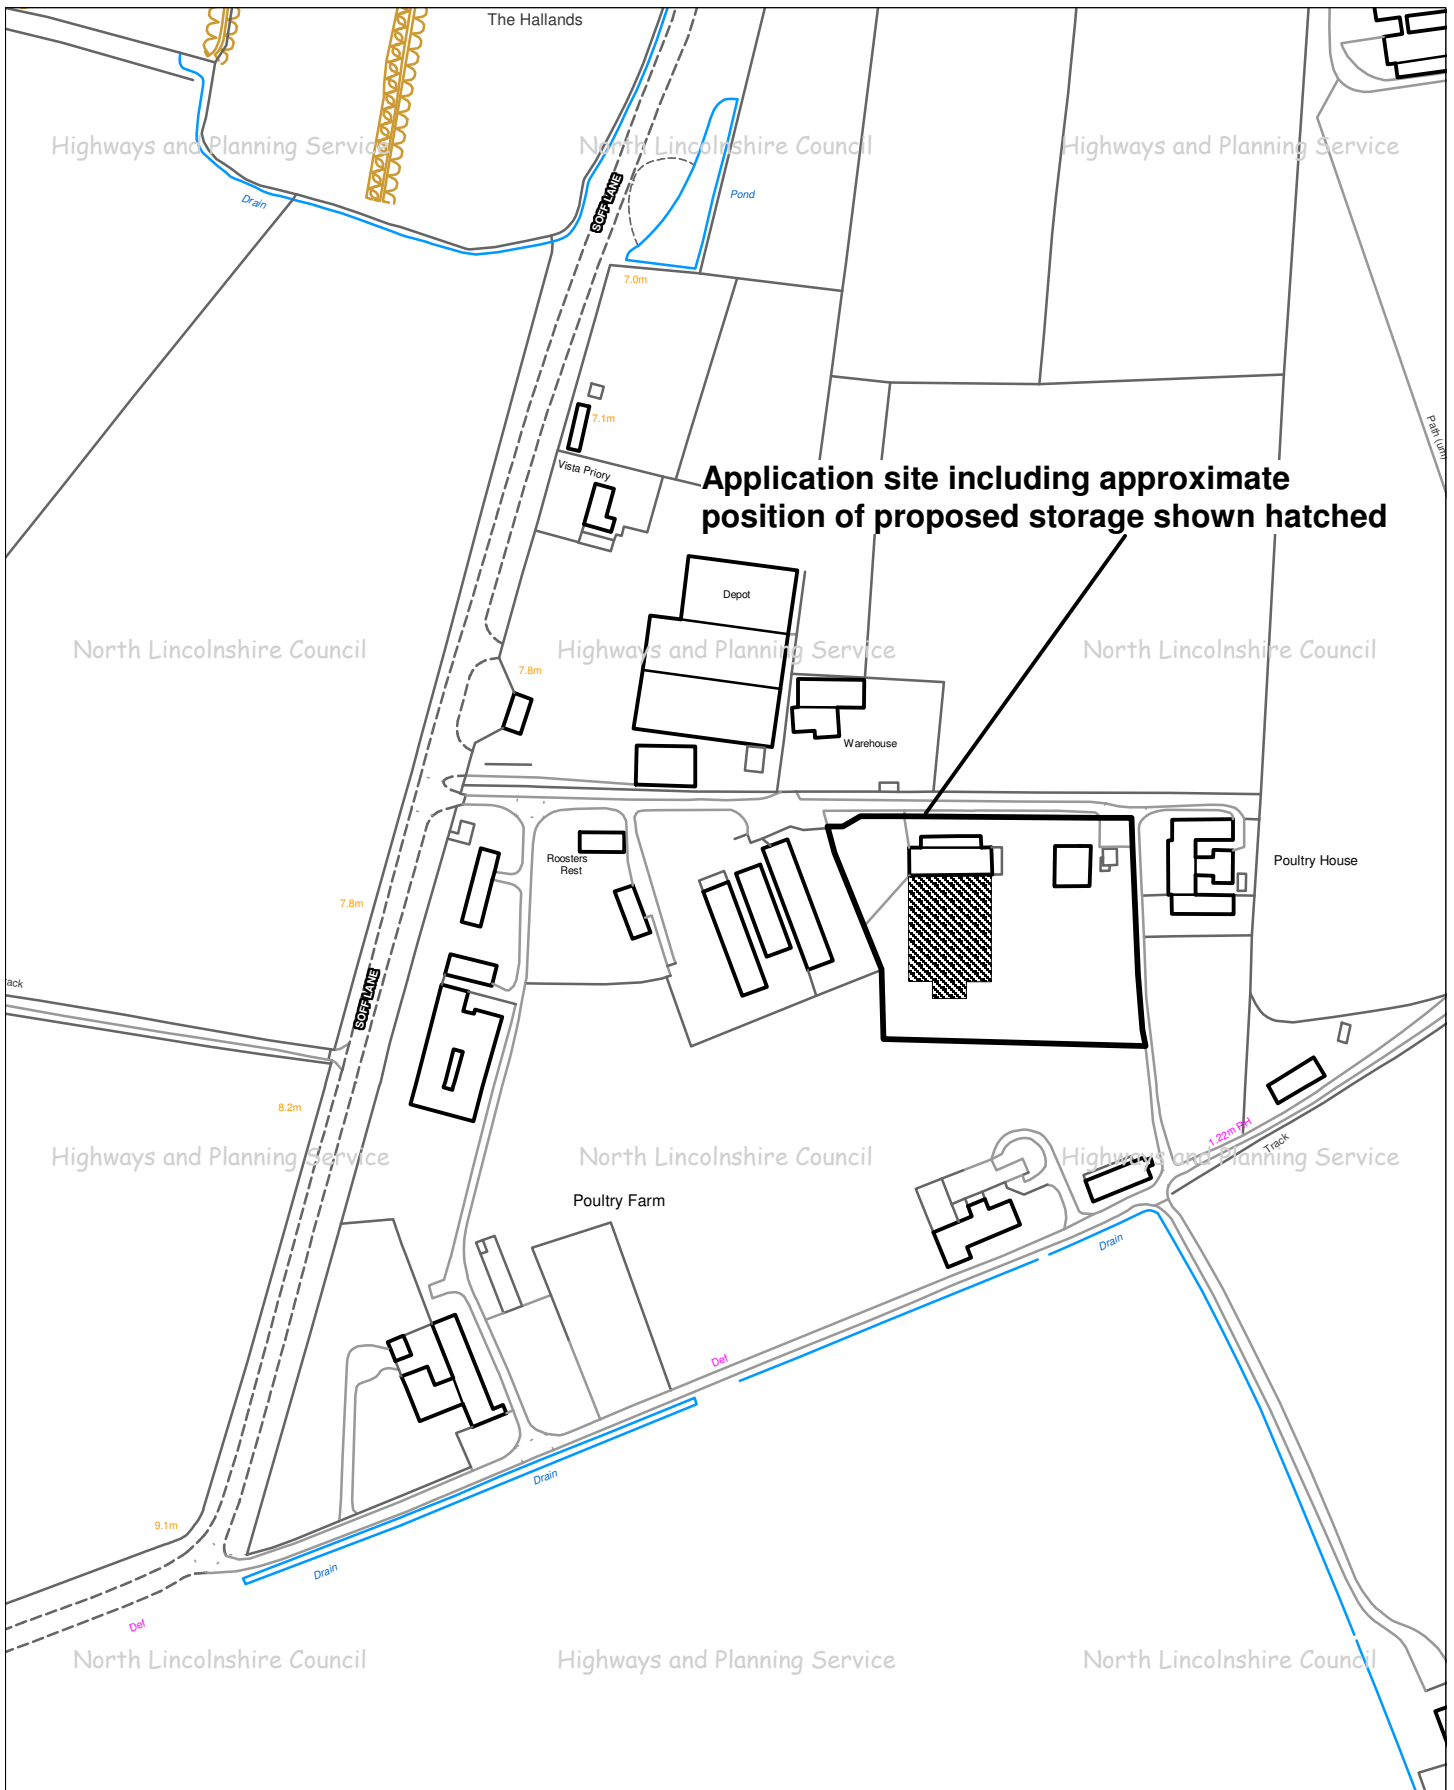 The Hallands
Highways and Planning Service
North Lincolnshire Council
Highways and Planning Service
SOFF LANE
Pond
Drain
7.0m
7.1m
Path (um)
Vista Priory
Application site including approximate
position of proposed storage shown hatched
Depot
North Lincolnshire Council
Highways and Planning Service
North Lincolnshire Council
7.8m
Warehouse
Roosters
Rest
Poultry House
7.8m
SOFF LANE
ack
8.2m
1.22m RH
Track
Highways and Planning Service
North Lincolnshire Council
Highways and Planning Service
Poultry Farm
Drain
Def
Drain
9.1m
Drain
Def
North Lincolnshire Council
Highways and Planning Service
North Lincolnshire Council